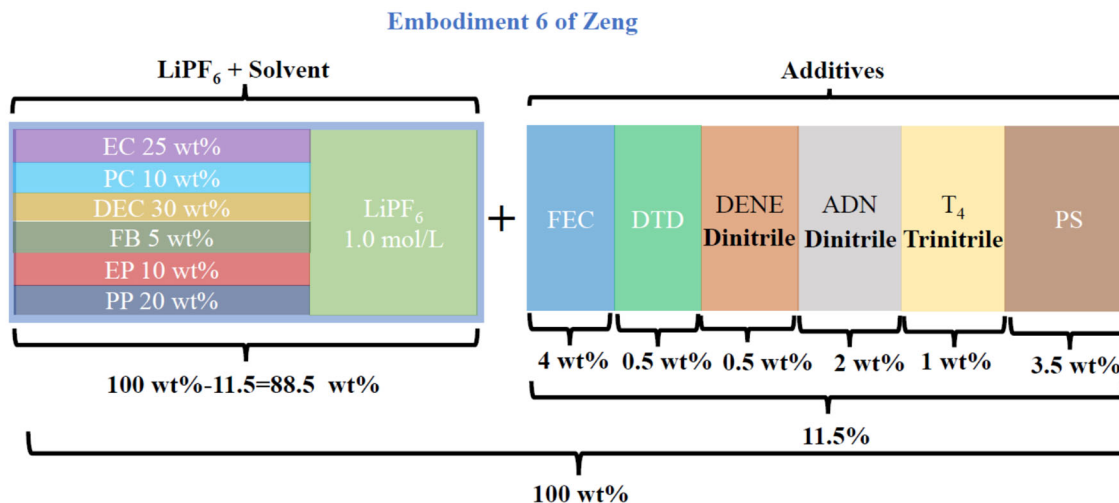 Embodiment 6 of Zeng
LiPF₆ + Solvent
Additives
EC 25 wt%
PC 10 wt%
DEC 30 wt%
FB 5 wt%
EP 10 wt%
PP 20 wt%
LiPF₆
1.0 mol/L
+
FEC
DTD
DENE
Dinitrile
ADN
Dinitrile
T₄
Trinitrile
PS
4 wt%
0.5 wt%
0.5 wt%
2 wt%
1 wt%
3.5 wt%
100 wt%-11.5=88.5 wt%
11.5%
100 wt%